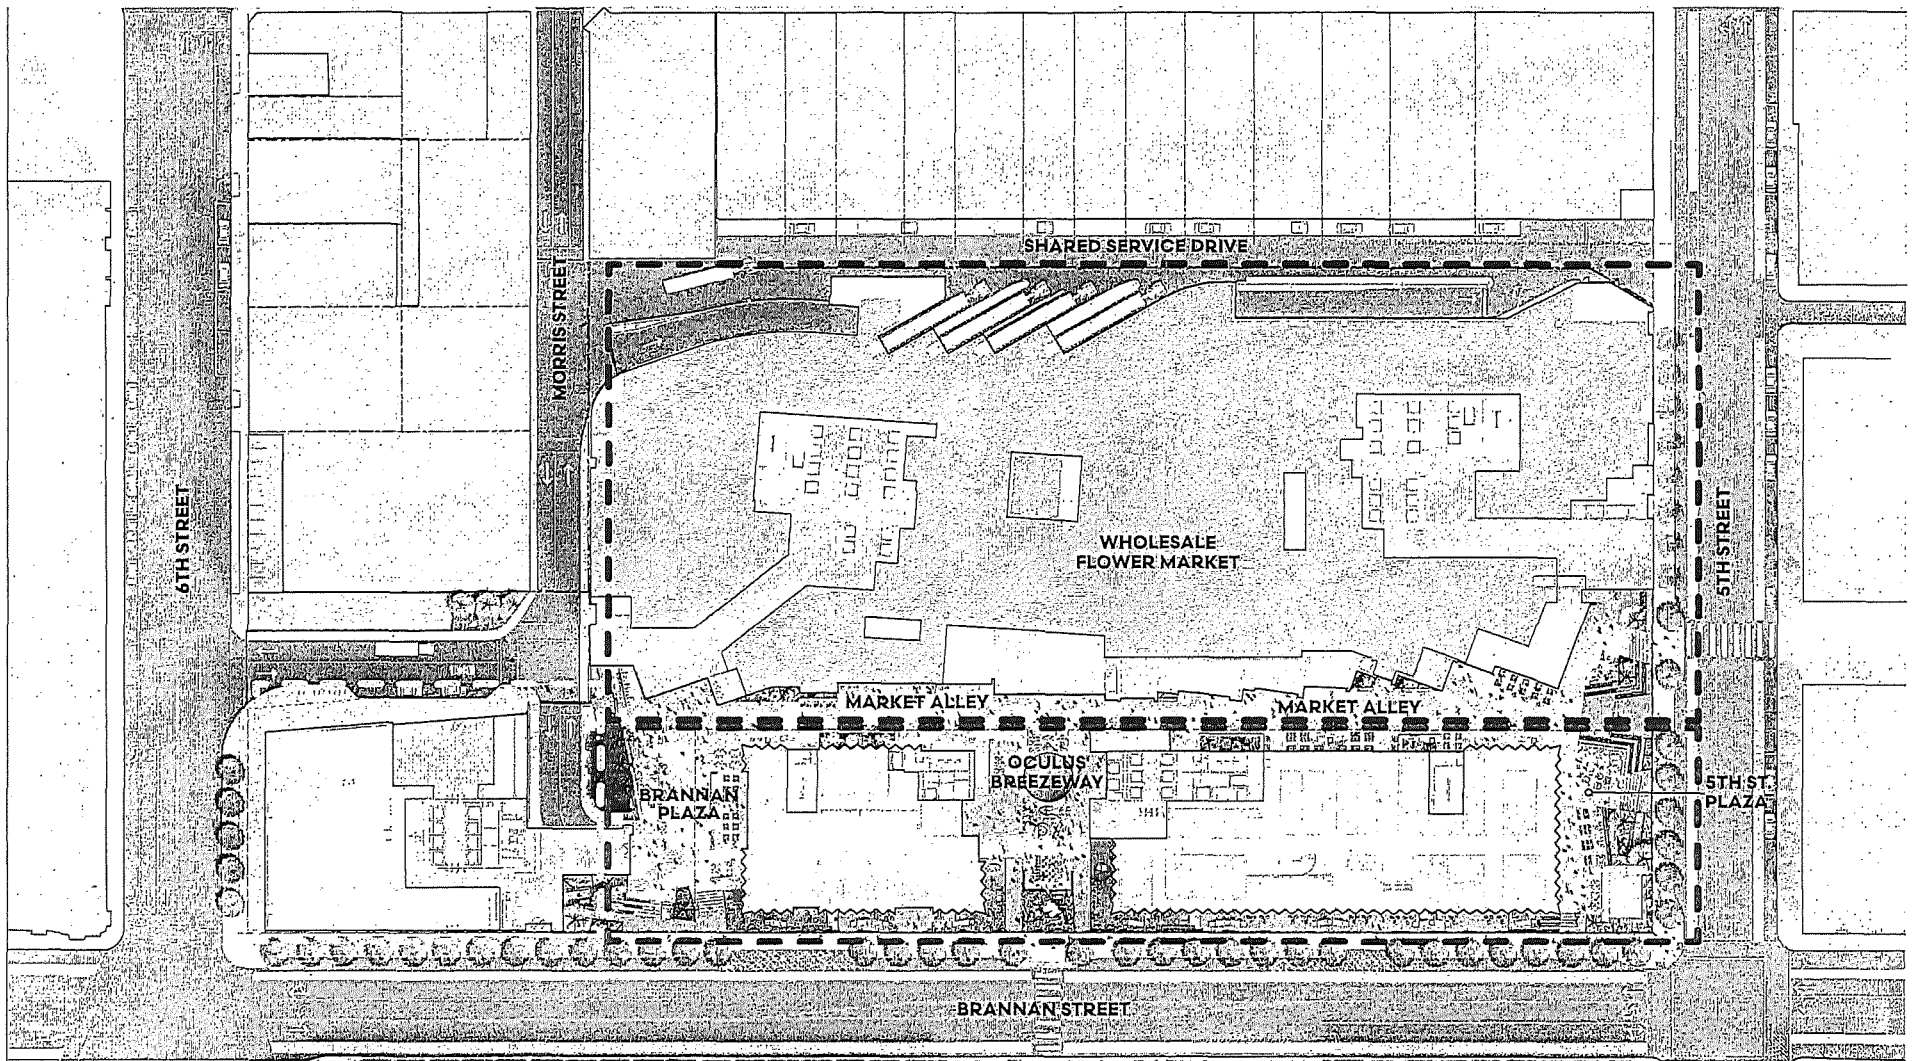 SHARED SERVICE DRIVE
MORRIS STREET
6TH STREET
WHOLESALE
FLOWER MARKET
5TH STREET
MARKET ALLEY
MARKET ALLEY
OCULUS
BREEZEWAY
BRANNAN
PLAZA
5TH ST.
PLAZA
BRANNAN STREET